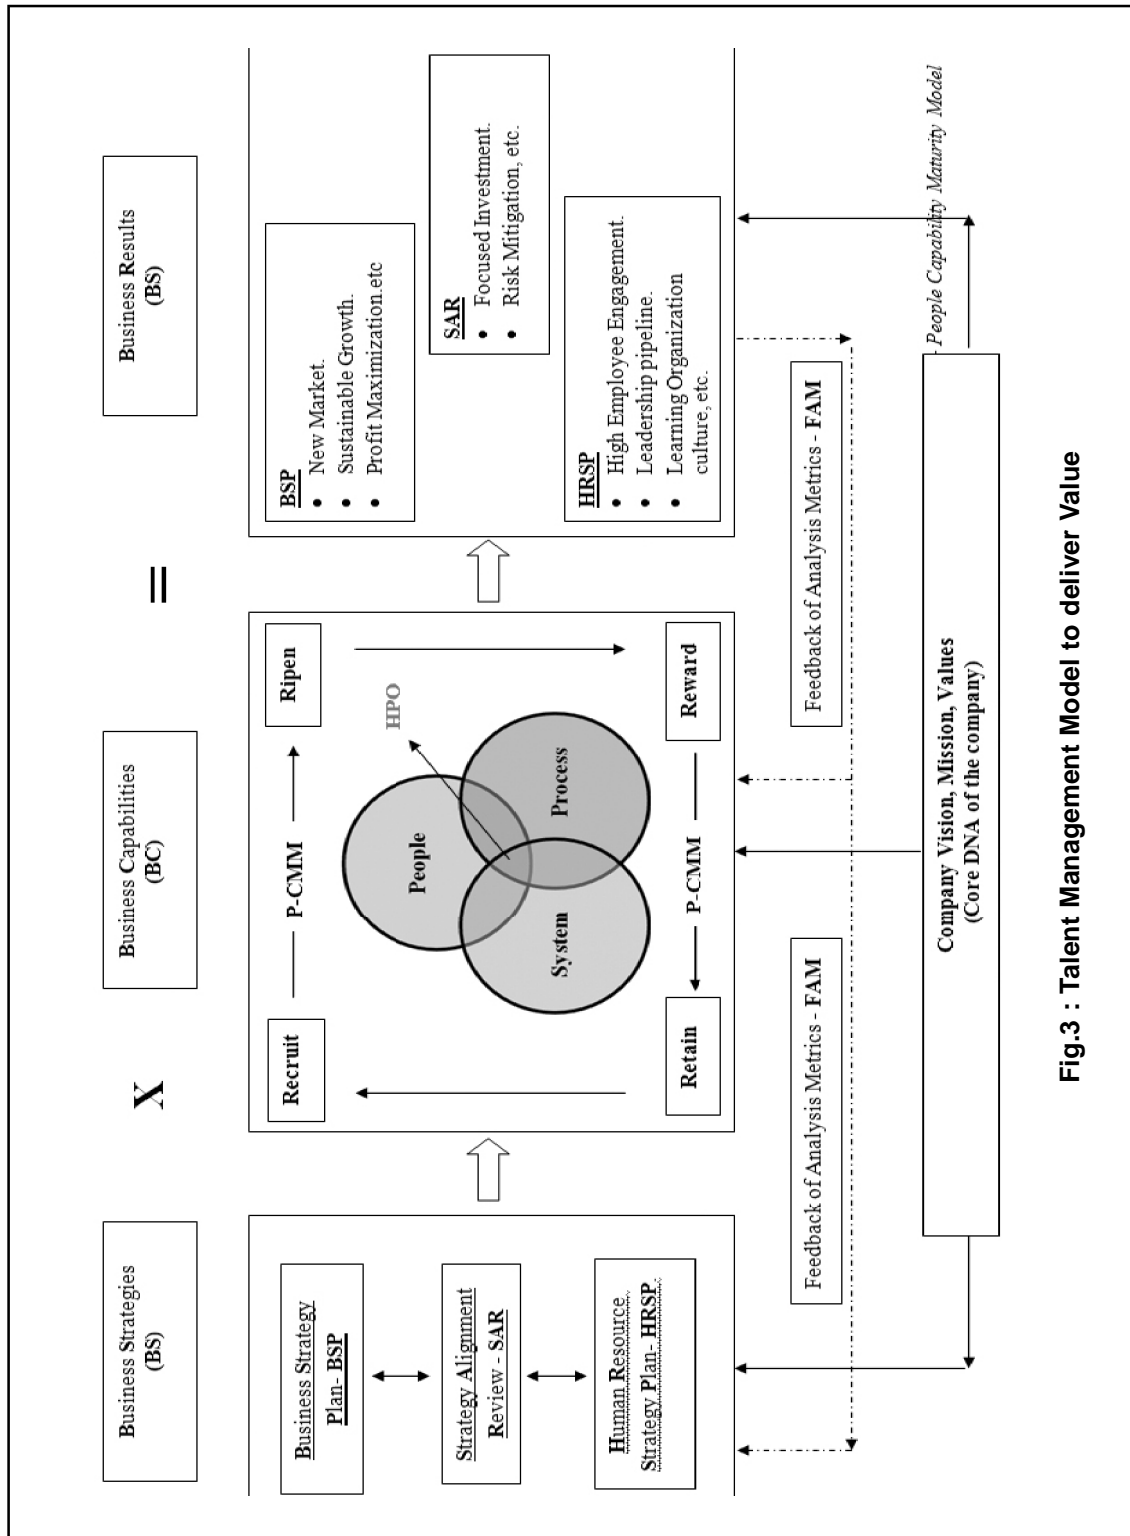 Business Strategies
(BS)
X
Business Capabilities
(BC)
=
Business Results
(BS)
Business Strategy
Plan- BSP
Strategy Alignment
Review - SAR
Human Resource
Strategy Plan- HRSP
Recruit
P-CMM
Ripen
HPO
People
System
Process
Retain
P-CMM
Reward
BSP
• New Market.
• Sustainable Growth.
• Profit Maximization.etc
SAR
• Focused Investment.
• Risk Mitigation, etc.
HRSP
• High Employee Engagement.
• Leadership pipeline.
• Learning Organization
culture, etc.
Feedback of Analysis Metrics - FAM
Feedback of Analysis Metrics - FAM
- People Capability Maturity Model
Company Vision, Mission, Values
(Core DNA of the company)
Fig.3 : Talent Management Model to deliver Value